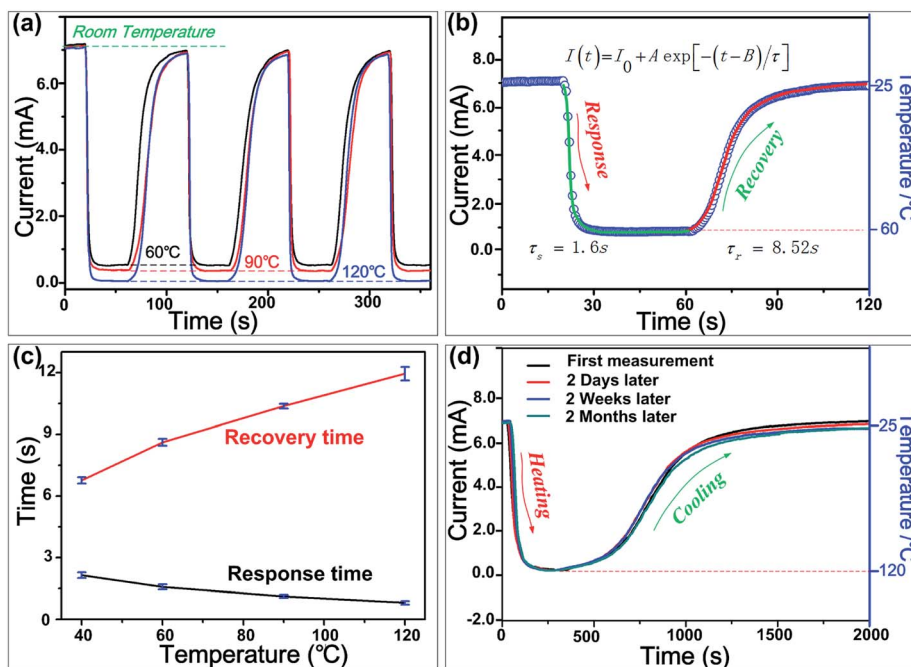 (a)
Room Temperature
Current (mA)
6.0
4.0
2.0
0.0
60℃
90℃
120℃
0
100
200
300
Time (s)
(b)
I(t)=I0+A exp[-(t-B)/τ]
Current (mA)
8.0
6.0
4.0
2.0
0.0
Response
Recovery
τs = 1.6s
τr = 8.52s
25
60
Temperature /℃
0
30
60
90
120
Time (s)
(c)
Time (s)
12
9
6
3
0
Recovery time
Response time
40
60
80
100
120
Temperature (℃)
(d)
First measurement
2 Days later
2 Weeks later
2 Months later
Current (mA)
8.0
6.0
4.0
2.0
0.0
-2.0
Heating
Cooling
25
120
Temperature /℃
0
500
1000
1500
2000
Time (s)